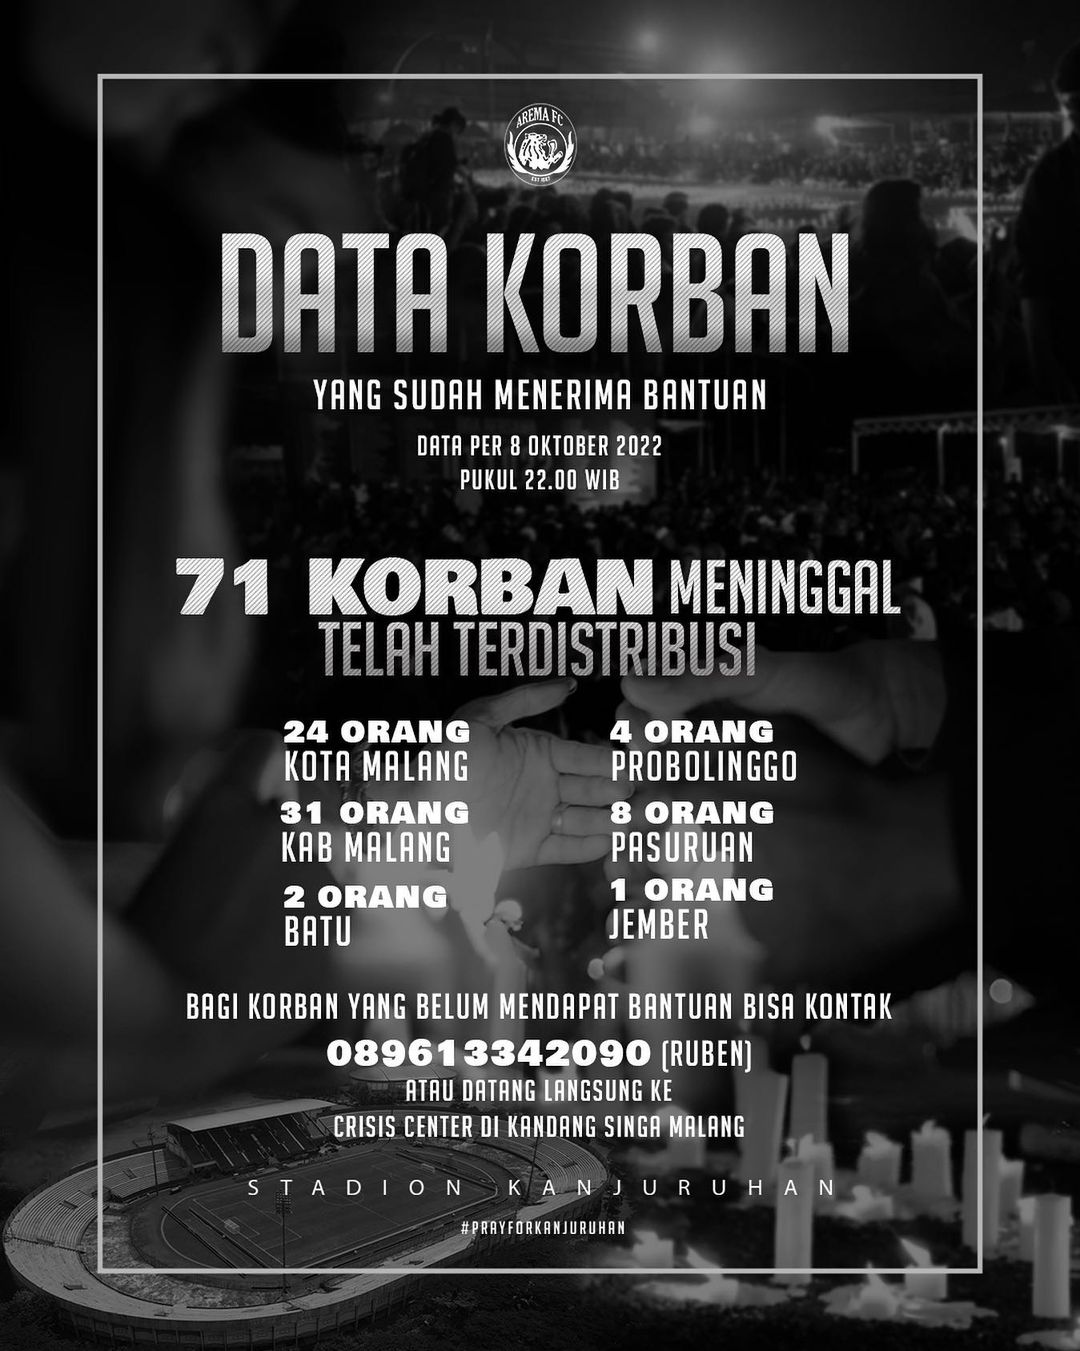 AREMA FC
EST 1987
DATA KORBAN
YANG SUDAH MENERIMA BANTUAN
DATA PER 8 OKTOBER 2022
PUKUL 22.00 WIB
71 KORBAN MENINGGAL
TELAH TERDISTRIBUSI
24 ORANG
KOTA MALANG
31 ORANG
KAB MALANG
2 ORANG
BATU
4 ORANG
PROBOLINGGO
8 ORANG
PASURUAN
1 ORANG
JEMBER
BAGI KORBAN YANG BELUM MENDAPAT BANTUAN BISA KONTAK
089613342090 (RUBEN)
ATAU DATANG LANGSUNG KE
CRISIS CENTER DI KANDANG SINGA MALANG
STADION KANJURUHAN
#PRAYFORKANJURUHAN